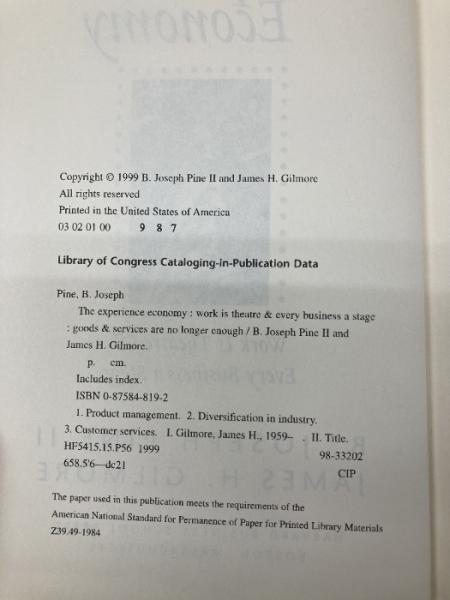 Economy
Copyright © 1999 B. Joseph Pine II and James H. Gilmore
All rights reserved
Printed in the United States of America
03 02 01 00 9 8 7
Library of Congress Cataloging-in-Publication Data
Pine, B. Joseph
The experience economy : work is theatre & every business a stage
: goods & services are no longer enough / B. Joseph Pine II and
James H. Gilmore.
p. cm.
Includes index.
ISBN 0-87584-819-2
1. Product management. 2. Diversification in industry.
3. Customer services. I. Gilmore, James H., 1959– . II. Title.
HF5415.15.P56 1999
98-33202
658.5'6—dc21
CIP
The paper used in this publication meets the requirements of the
American National Standard for Permanence of Paper for Printed Library Materials
Z39.49-1984